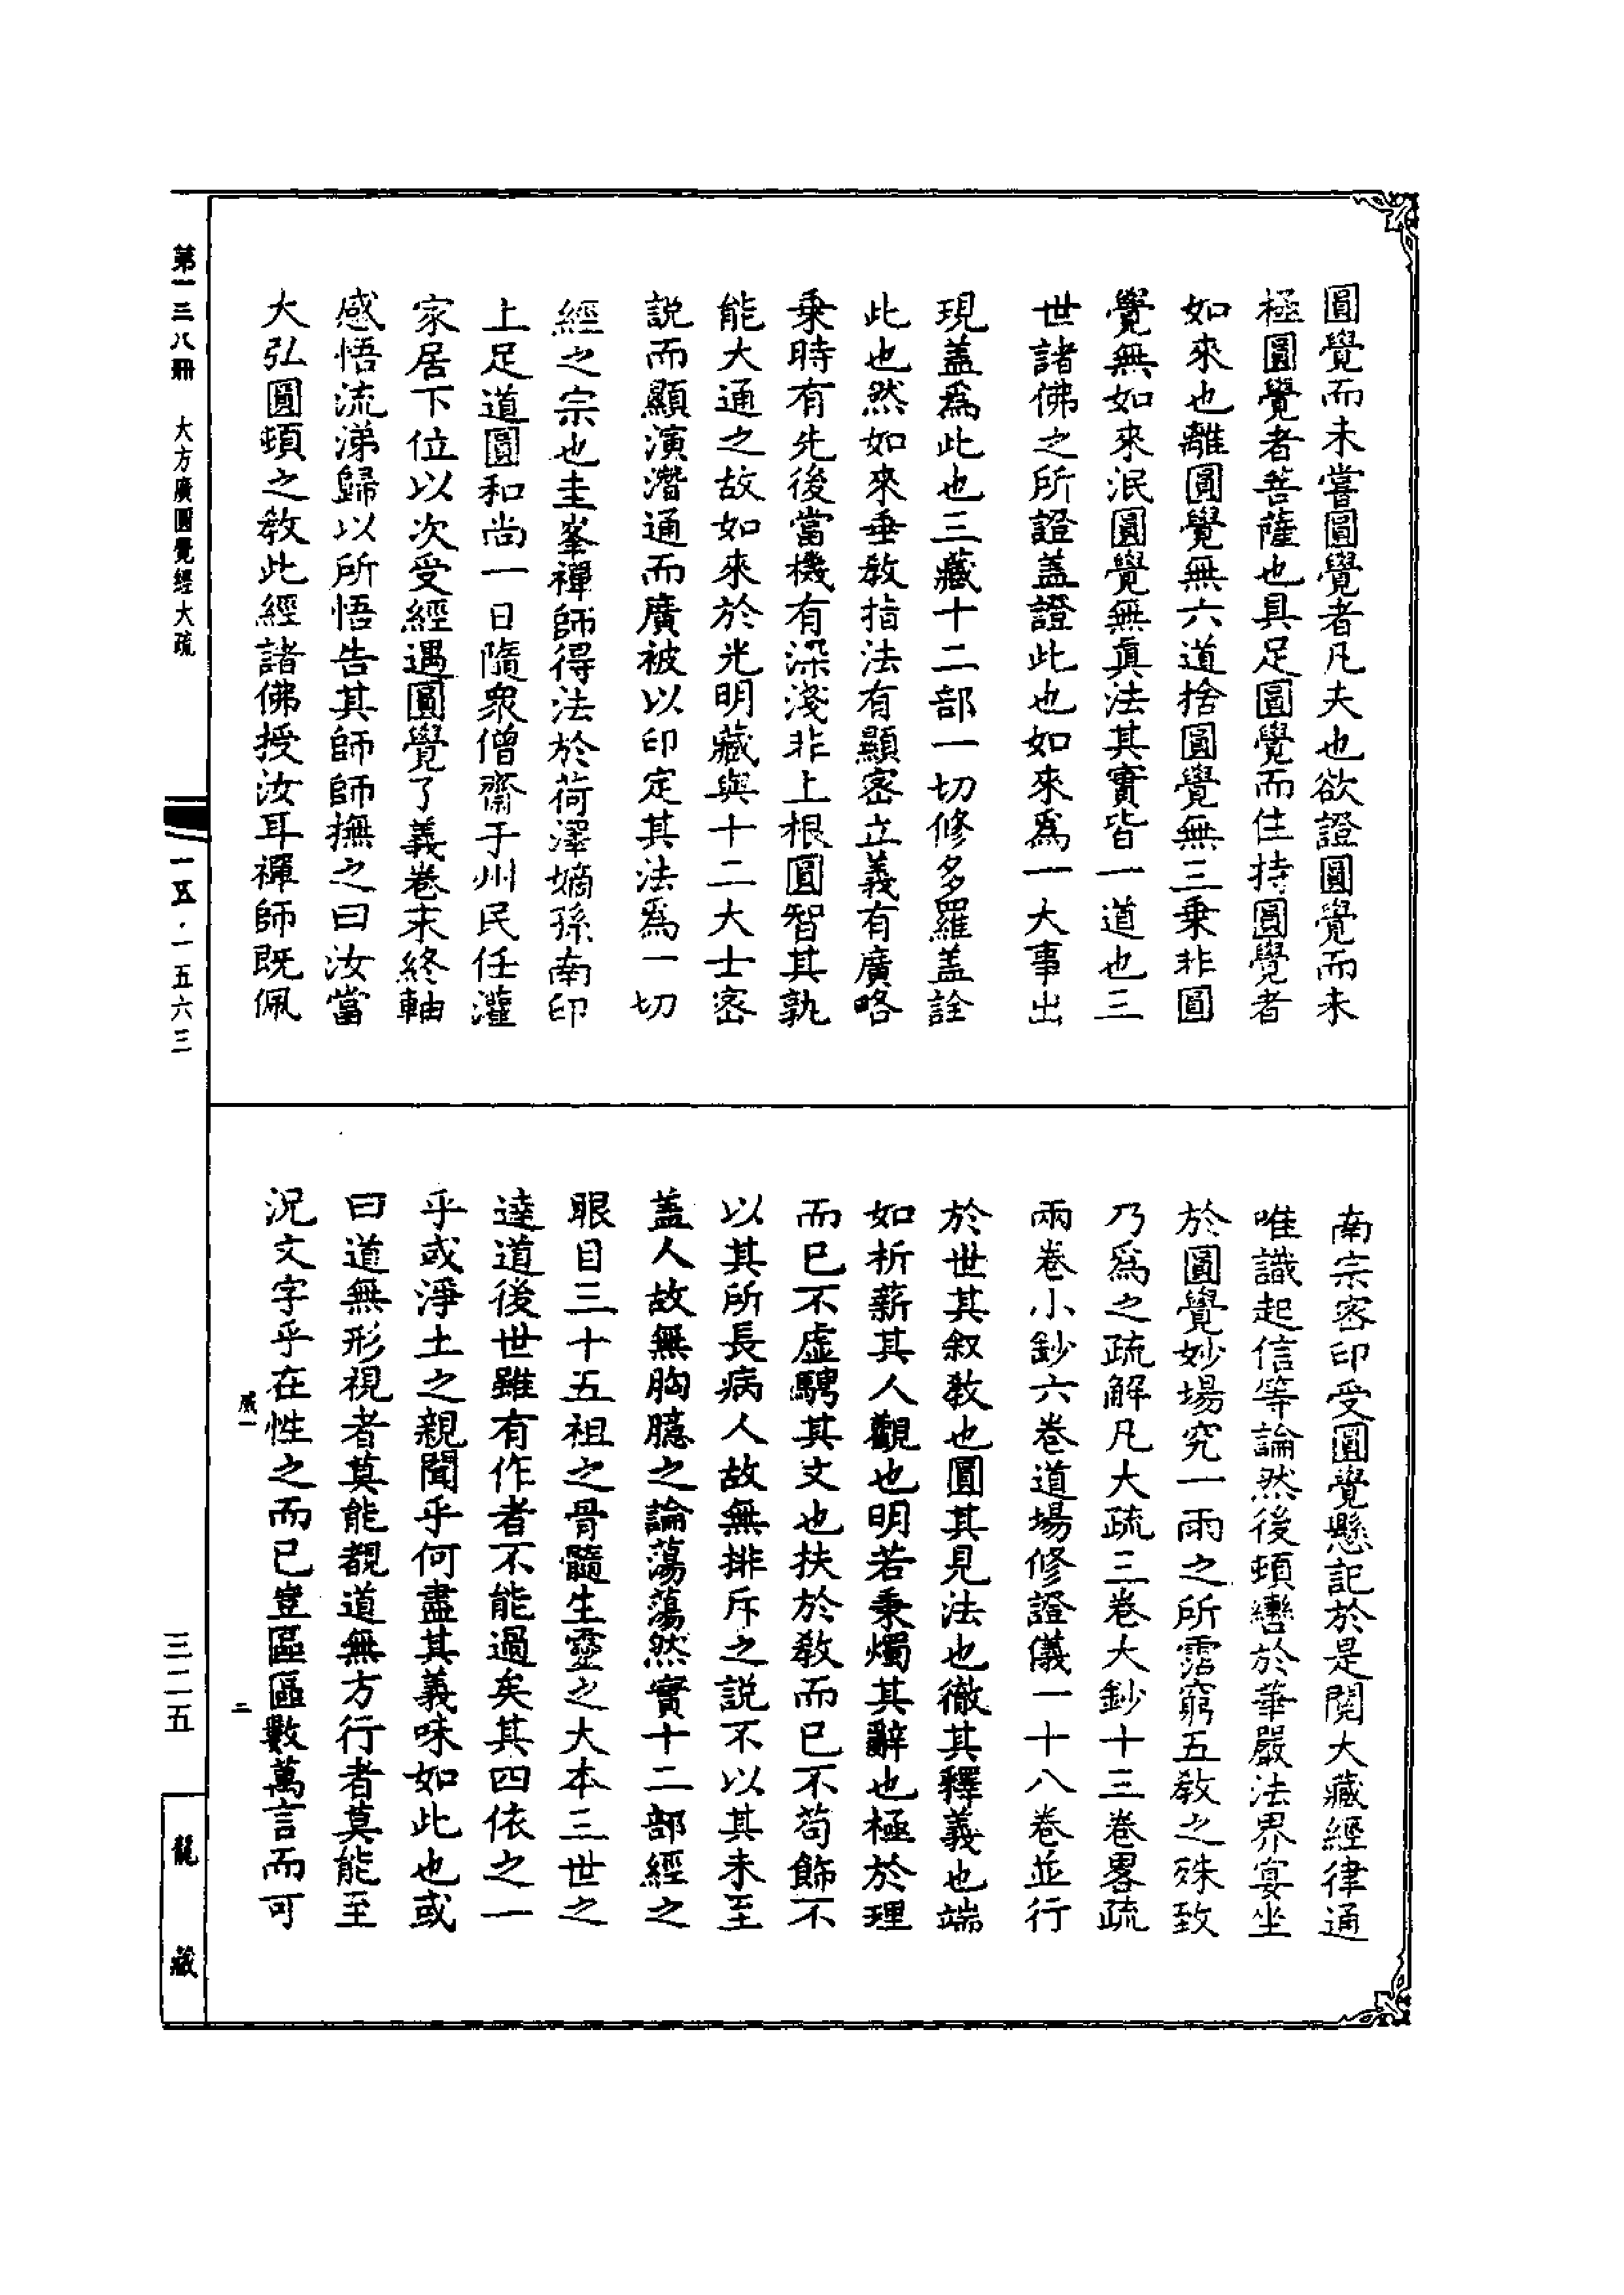 圓覺而未嘗圓覺者凡夫也欲證圓覺而未
極圓覺者菩薩也具足圓覺而住持圓覺者
如來也離圓覺無六道捨圓覺無三乗非圓
覺無如來泯圓覺無眞法其實皆一道也三
世諸佛之所證蓋證此也如來爲一大事出
現蓋爲此也三藏十二部一切修多羅蓋詮
此也然如來垂教指法有顯密立義有廣略
乗時有先後當機有深淺非上根圓智其孰
能大通之故如來於光明藏與十二大士密
說而顯演潛通而廣被以印定其法爲一切
經之宗也圭峯禪師得法於荷澤嫡孫南印
上足道圓和尚一日隨衆僧齋于州民任灌
家居下位以次受經遇圓覺了義卷末終軸
感悟流涕歸以所悟告其師師撫之曰汝當
大弘圓頓之教此經諸佛授汝耳禪師既佩
南宗密印受圓覺懸記於是閱大藏經律通
唯識起信等論然後頓轡於華嚴法界宴坐
於圓覺妙場究一雨之所霑窮五教之殊致
乃爲之疏解凡大疏三卷大鈔十三卷畧疏
兩卷小鈔六卷道場修證儀一十八卷並行
於世其叙教也圓其見法也徹其釋義也端
如析薪其人觀也明若秉燭其辭也極於理
而已不虛騁其文也扶於教而已不苟飾不
以其所長病人故無排斥之說不以其未至
蓋人故無胸臆之論蕩蕩然實十二部經之
眼目三十五祖之骨髓生靈之大本三世之
逵道後世雖有作者不能過矣其四依之一
乎或淨土之親聞乎何盡其義味如此也或
曰道無形視者莫能覩道無方行者莫能至
況文字乎在性之而已豈區區數萬言而可
第一三八冊 大方廣圓覺經大疏
一五·一五六三
三二五
龍藏
二